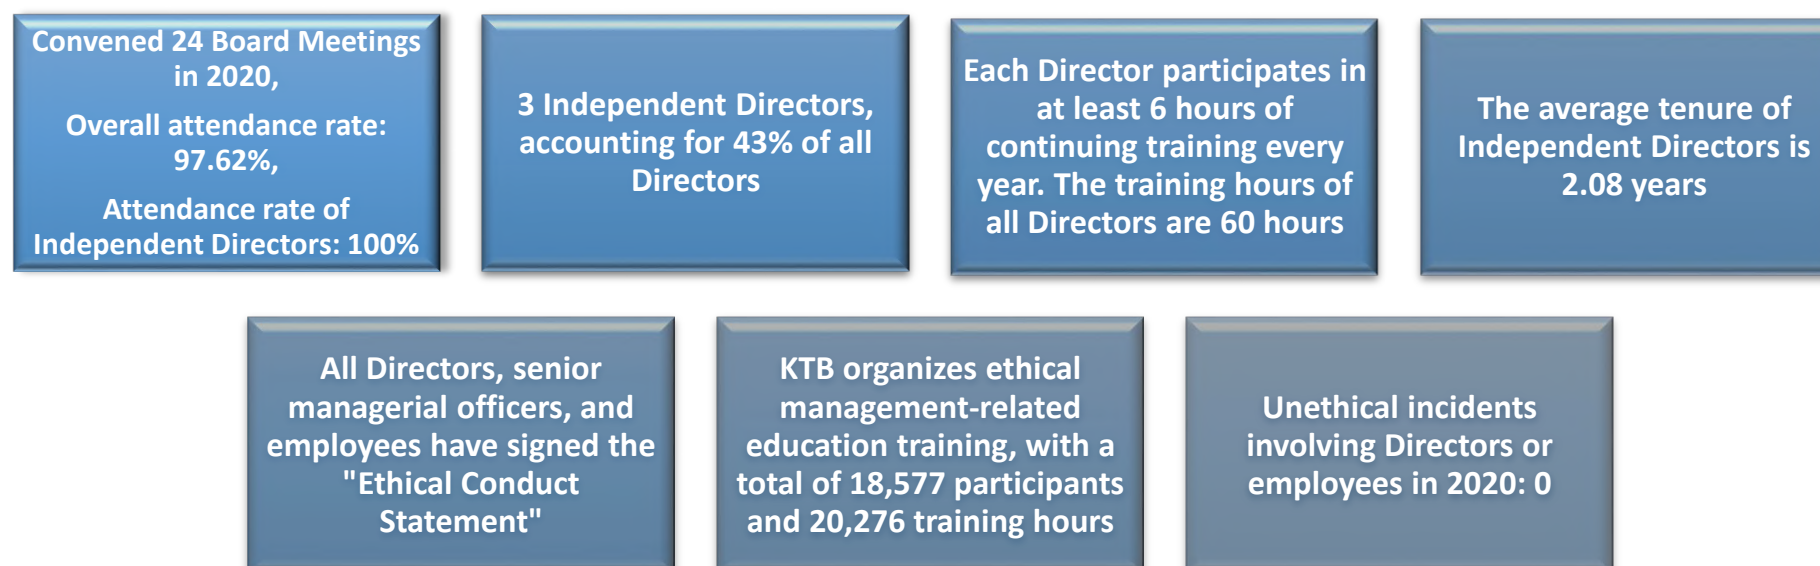 Convened 24 Board Meetings
in 2020,
Overall attendance rate:
97.62%,
Attendance rate of
Independent Directors: 100%
3 Independent Directors,
accounting for 43% of all
Directors
Each Director participates in
at least 6 hours of
continuing training every
year. The training hours of
all Directors are 60 hours
The average tenure of
Independent Directors is
2.08 years
All Directors, senior
managerial officers, and
employees have signed the
"Ethical Conduct
Statement"
KTB organizes ethical
management-related
education training, with a
total of 18,577 participants
and 20,276 training hours
Unethical incidents
involving Directors or
employees in 2020: 0